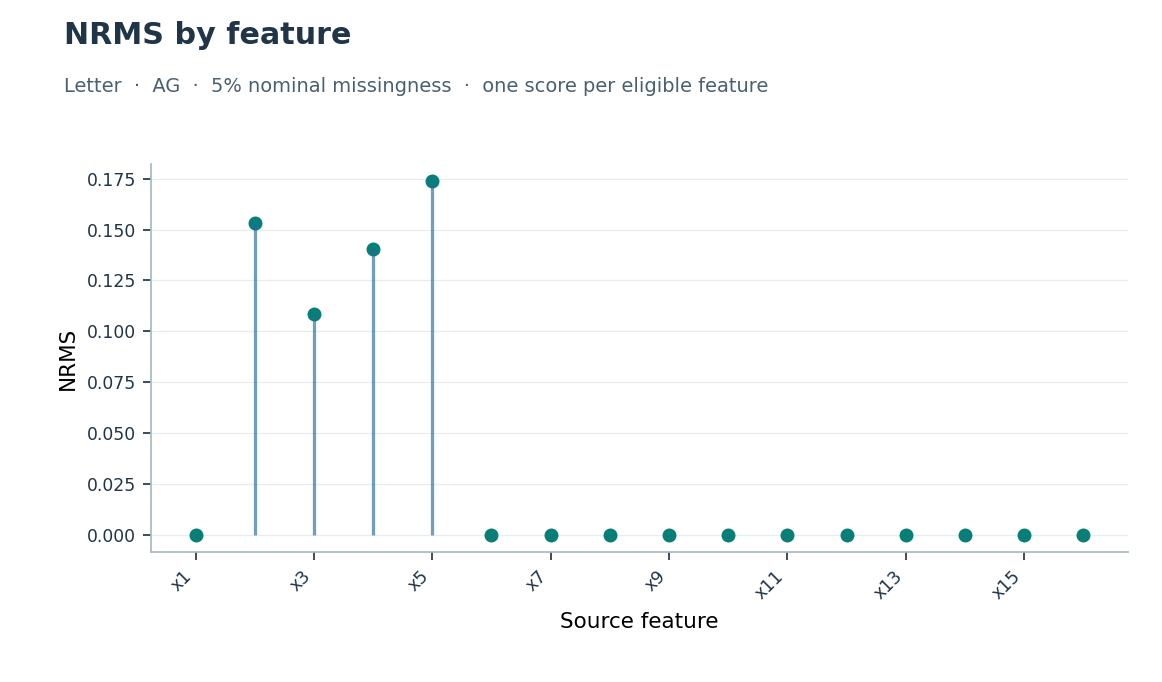 NRMS by feature
Letter · AG · 5% nominal missingness · one score per eligible feature
0.175
0.150
0.125
0.100
0.075
0.050
0.025
0.000
NRMS
x1 x3 x5 x7 x9 x11 x13 x15
Source feature